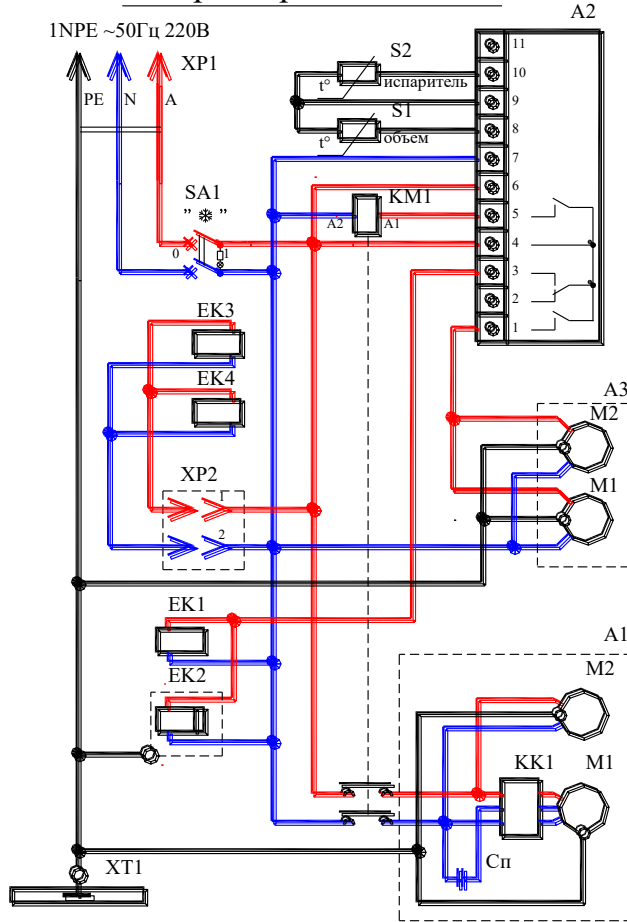 A2
1NPE ~50Гц 220В
XP1
PE
N
A
S2
t°
испаритель
S1
t°
объем
11
10
9
8
7
6
5
4
3
2
1
SA1
" ❄ "
0
1
KM1
A2
A1
EK3
EK4
XP2
1
2
A3
M2
M1
EK1
EK2
A1
M2
KK1
M1
Сп
XT1